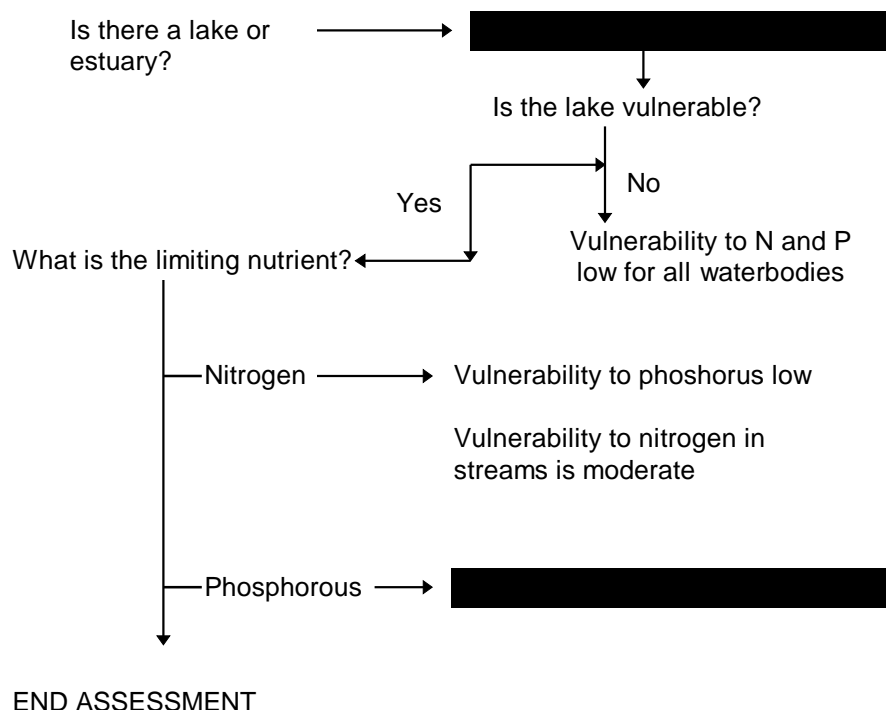 Is there a lake or
estuary?
Is the lake vulnerable?
Yes
No
Vulnerability to N and P
low for all waterbodies
What is the limiting nutrient?
Nitrogen
Vulnerability to phoshorus low
Vulnerability to nitrogen in
streams is moderate
Phosphorous
END ASSESSMENT